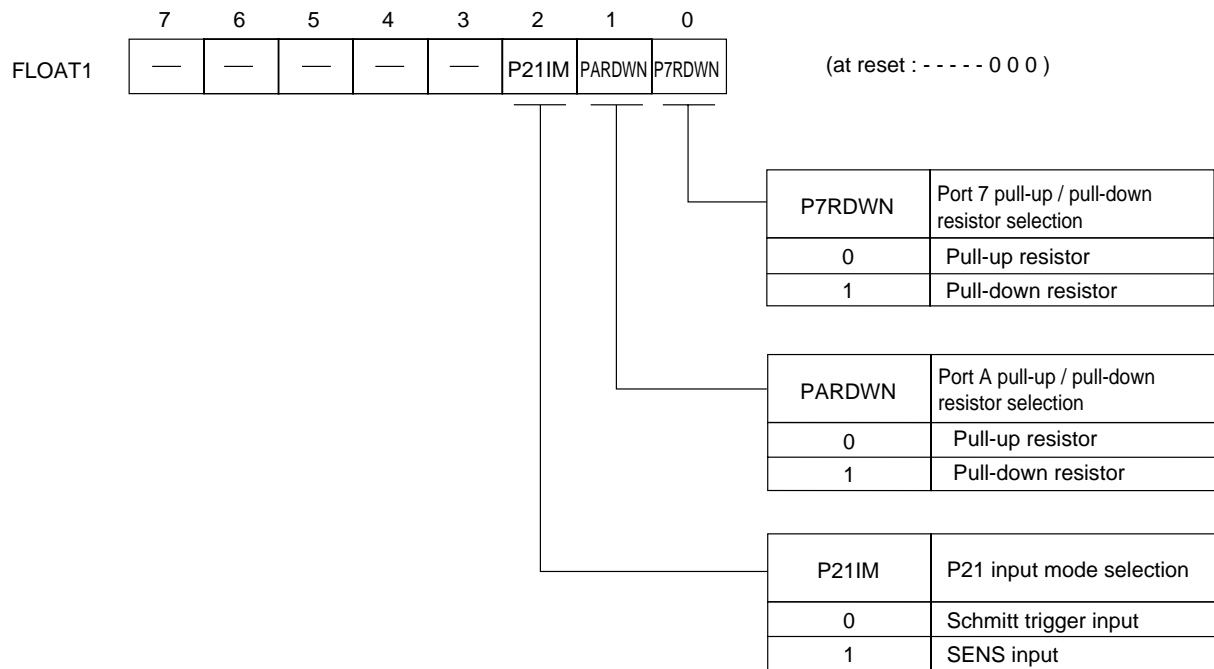 7 6 5 4 3 2 1 0
FLOAT1 — — — — — P21IM PARDWN P7RDWN (at reset : - - - - - 0 0 0 )
P7RDWN Port 7 pull-up / pull-down
resistor selection
0 Pull-up resistor
1 Pull-down resistor
PARDWN Port A pull-up / pull-down
resistor selection
0 Pull-up resistor
1 Pull-down resistor
P21IM P21 input mode selection
0 Schmitt trigger input
1 SENS input